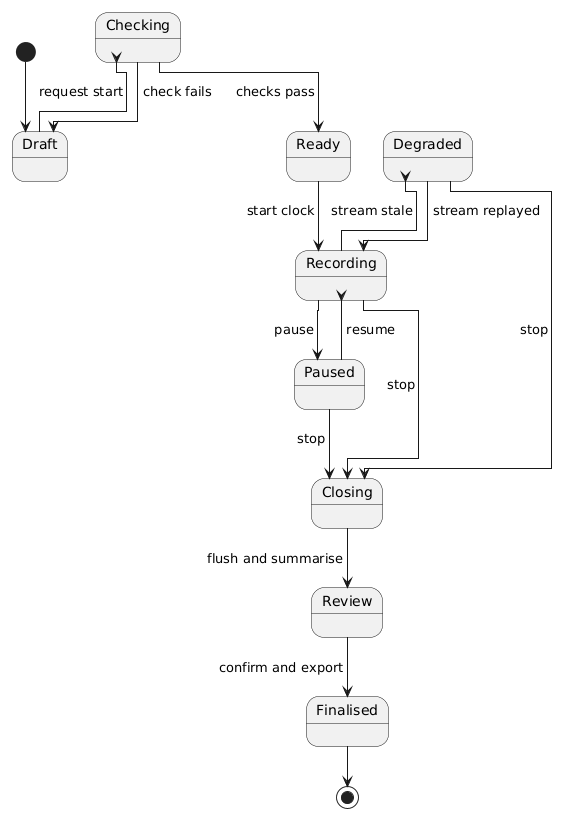 Checking
request start
check fails
checks pass
Draft
Ready
Degraded
start clock
stream stale
stream replayed
Recording
pause
resume
stop
Paused
stop
stop
Closing
flush and summarise
Review
confirm and export
Finalised